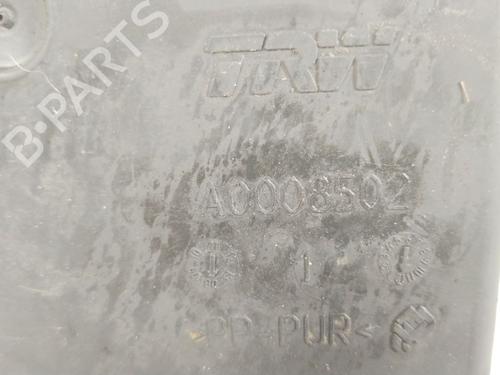 TRW
B-PARTS
A0008502
1
>PP-PUR<